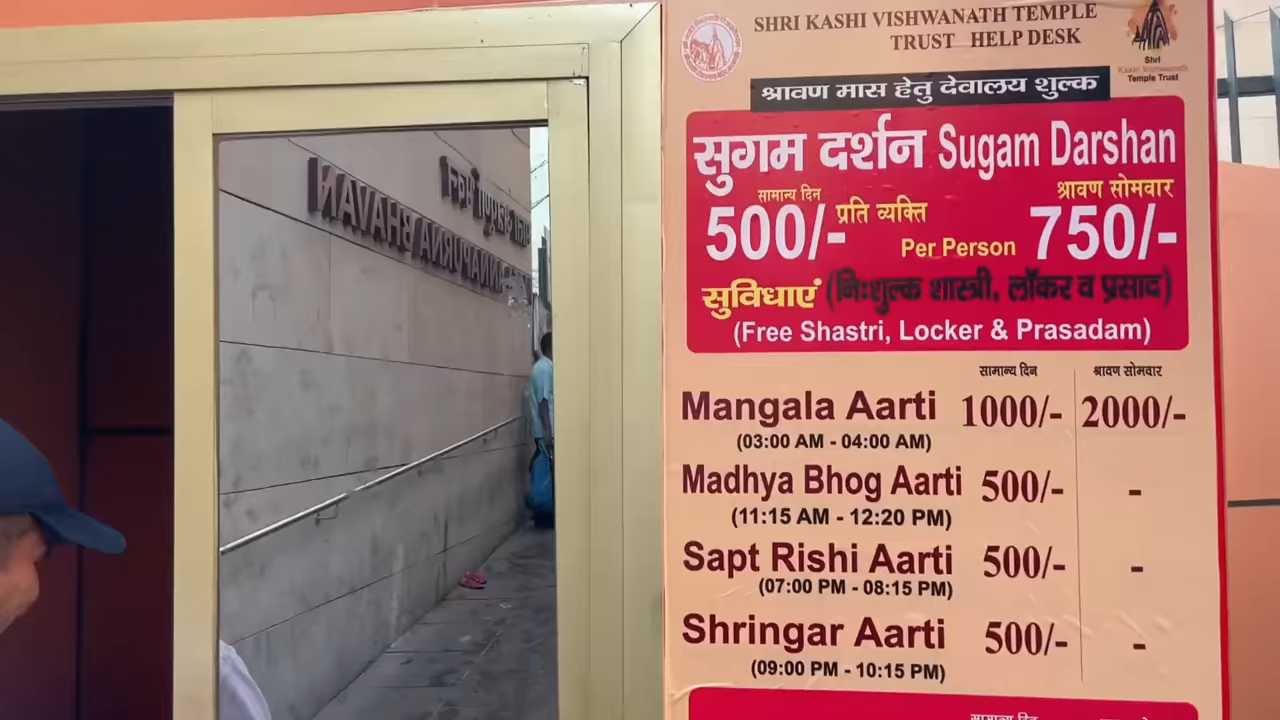 SHRI KASHI VISHWANATH TEMPLE
TRUST HELP DESK
Shri
Kashi Vishwanath
Temple Trust
श्रावण मास हेतु देवालय शुल्क
सुगम दर्शन Sugam Darshan
सामान्य दिन श्रावण सोमवार
500/- प्रति व्यक्ति Per Person 750/-
सुविधाएं (निःशुल्क शास्त्री, लॉकर व प्रसाद)
(Free Shastri, Locker & Prasadam)
सामान्य दिन श्रावण सोमवार
Mangala Aarti 1000/- 2000/-
(03:00 AM - 04:00 AM)
Madhya Bhog Aarti 500/- -
(11:15 AM - 12:20 PM)
Sapt Rishi Aarti 500/- -
(07:00 PM - 08:15 PM)
Shringar Aarti 500/- -
(09:00 PM - 10:15 PM)
सामान्य दिन
ANNAPURNA BHAVAN